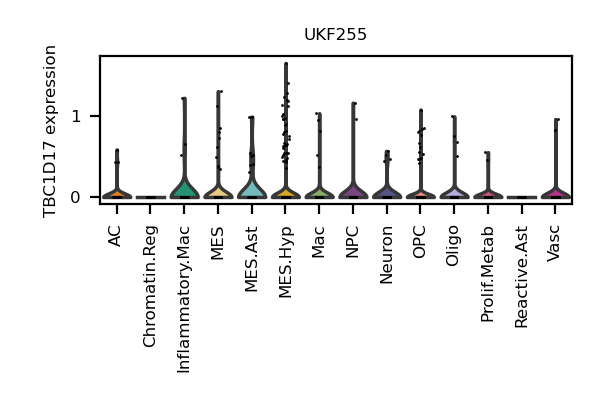 UKF255
TBC1D17 expression
1
0
AC
Chromatin.Reg
Inflammatory.Mac
MES
MES.Ast
MES.Hyp
Mac
NPC
Neuron
OPC
Oligo
Prolif.Metab
Reactive.Ast
Vasc